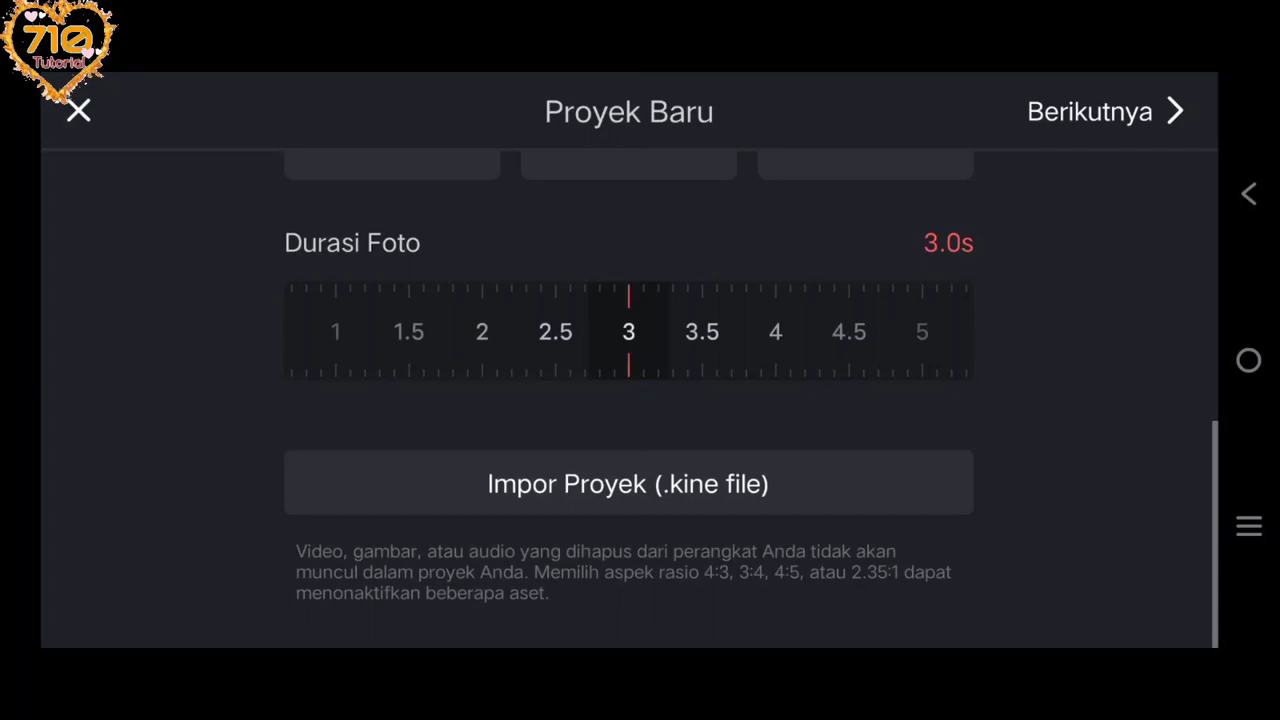 710
Tutorial
Proyek Baru
Berikutnya
Durasi Foto
3.0s
1 1.5 2 2.5 3 3.5 4 4.5 5
Impor Proyek (.kine file)
Video, gambar, atau audio yang dihapus dari perangkat Anda tidak akan
muncul dalam proyek Anda. Memilih aspek rasio 4:3, 3:4, 4:5, atau 2.35:1 dapat
menonaktifkan beberapa aset.